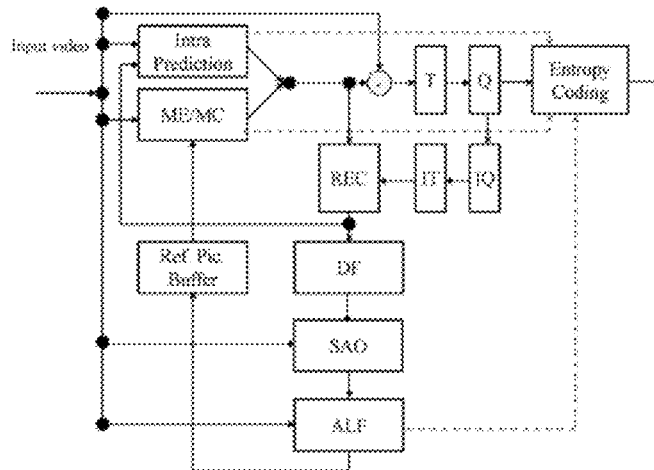 Input video
Intra
Prediction
T
Q
Entropy
Coding
ME/MC
REC
IT
IQ
Ref. Pic.
Buffer
DF
SAO
ALF